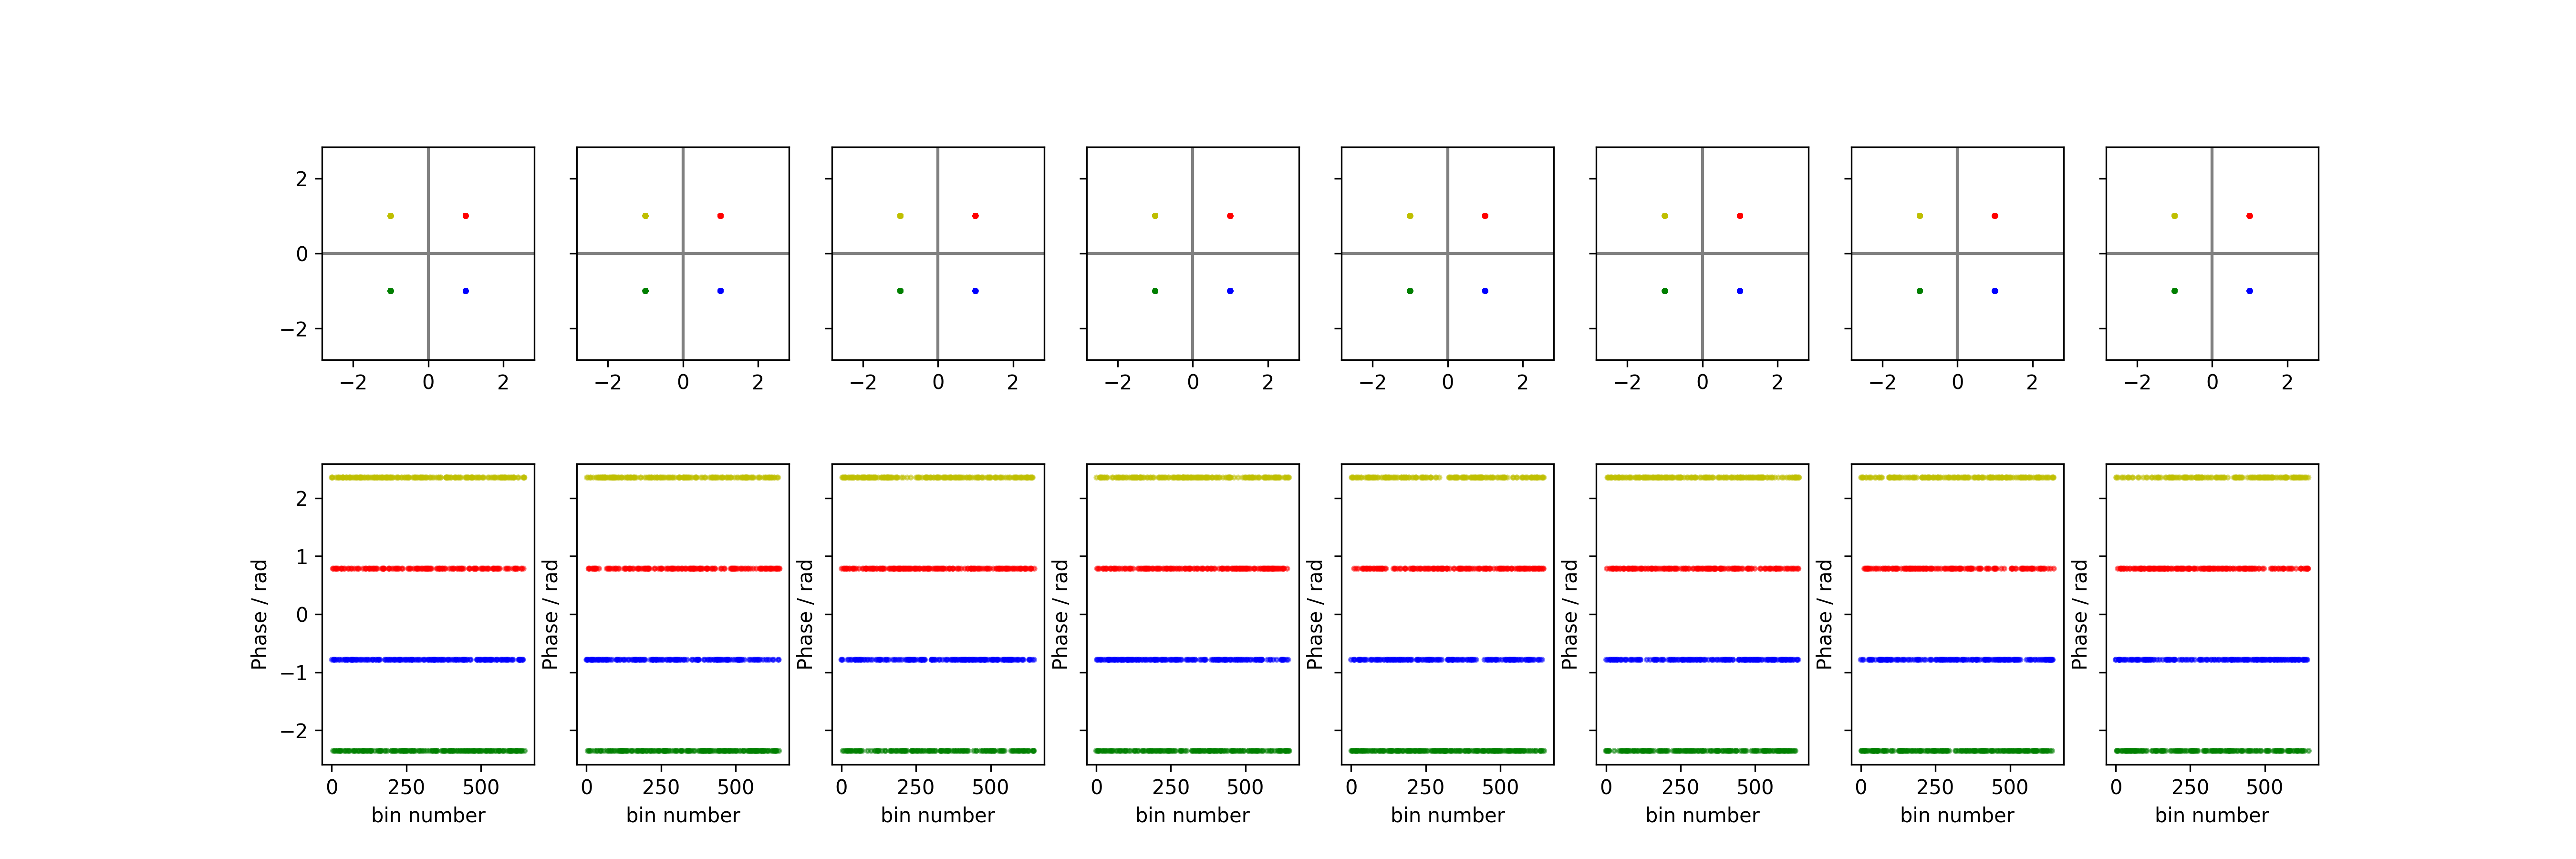 2
0
−2
−2 0 2 −2 0 2 −2 0 2 −2 0 2 −2 0 2 −2 0 2 −2 0 2 −2 0 2
2
1
0
−1
−2
Phase / rad Phase / rad Phase / rad Phase / rad Phase / rad Phase / rad Phase / rad Phase / rad
0 250 500 0 250 500 0 250 500 0 250 500 0 250 500 0 250 500 0 250 500 0 250 500
bin number bin number bin number bin number bin number bin number bin number bin number